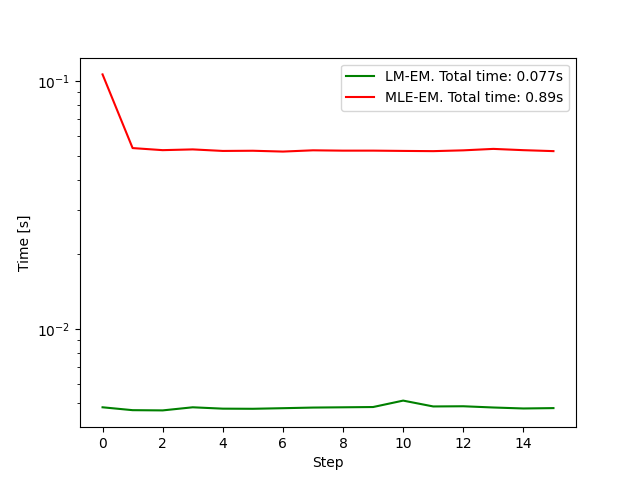 LM-EM. Total time: 0.077s
MLE-EM. Total time: 0.89s
10⁻¹
10⁻²
Time [s]
0 2 4 6 8 10 12 14
Step